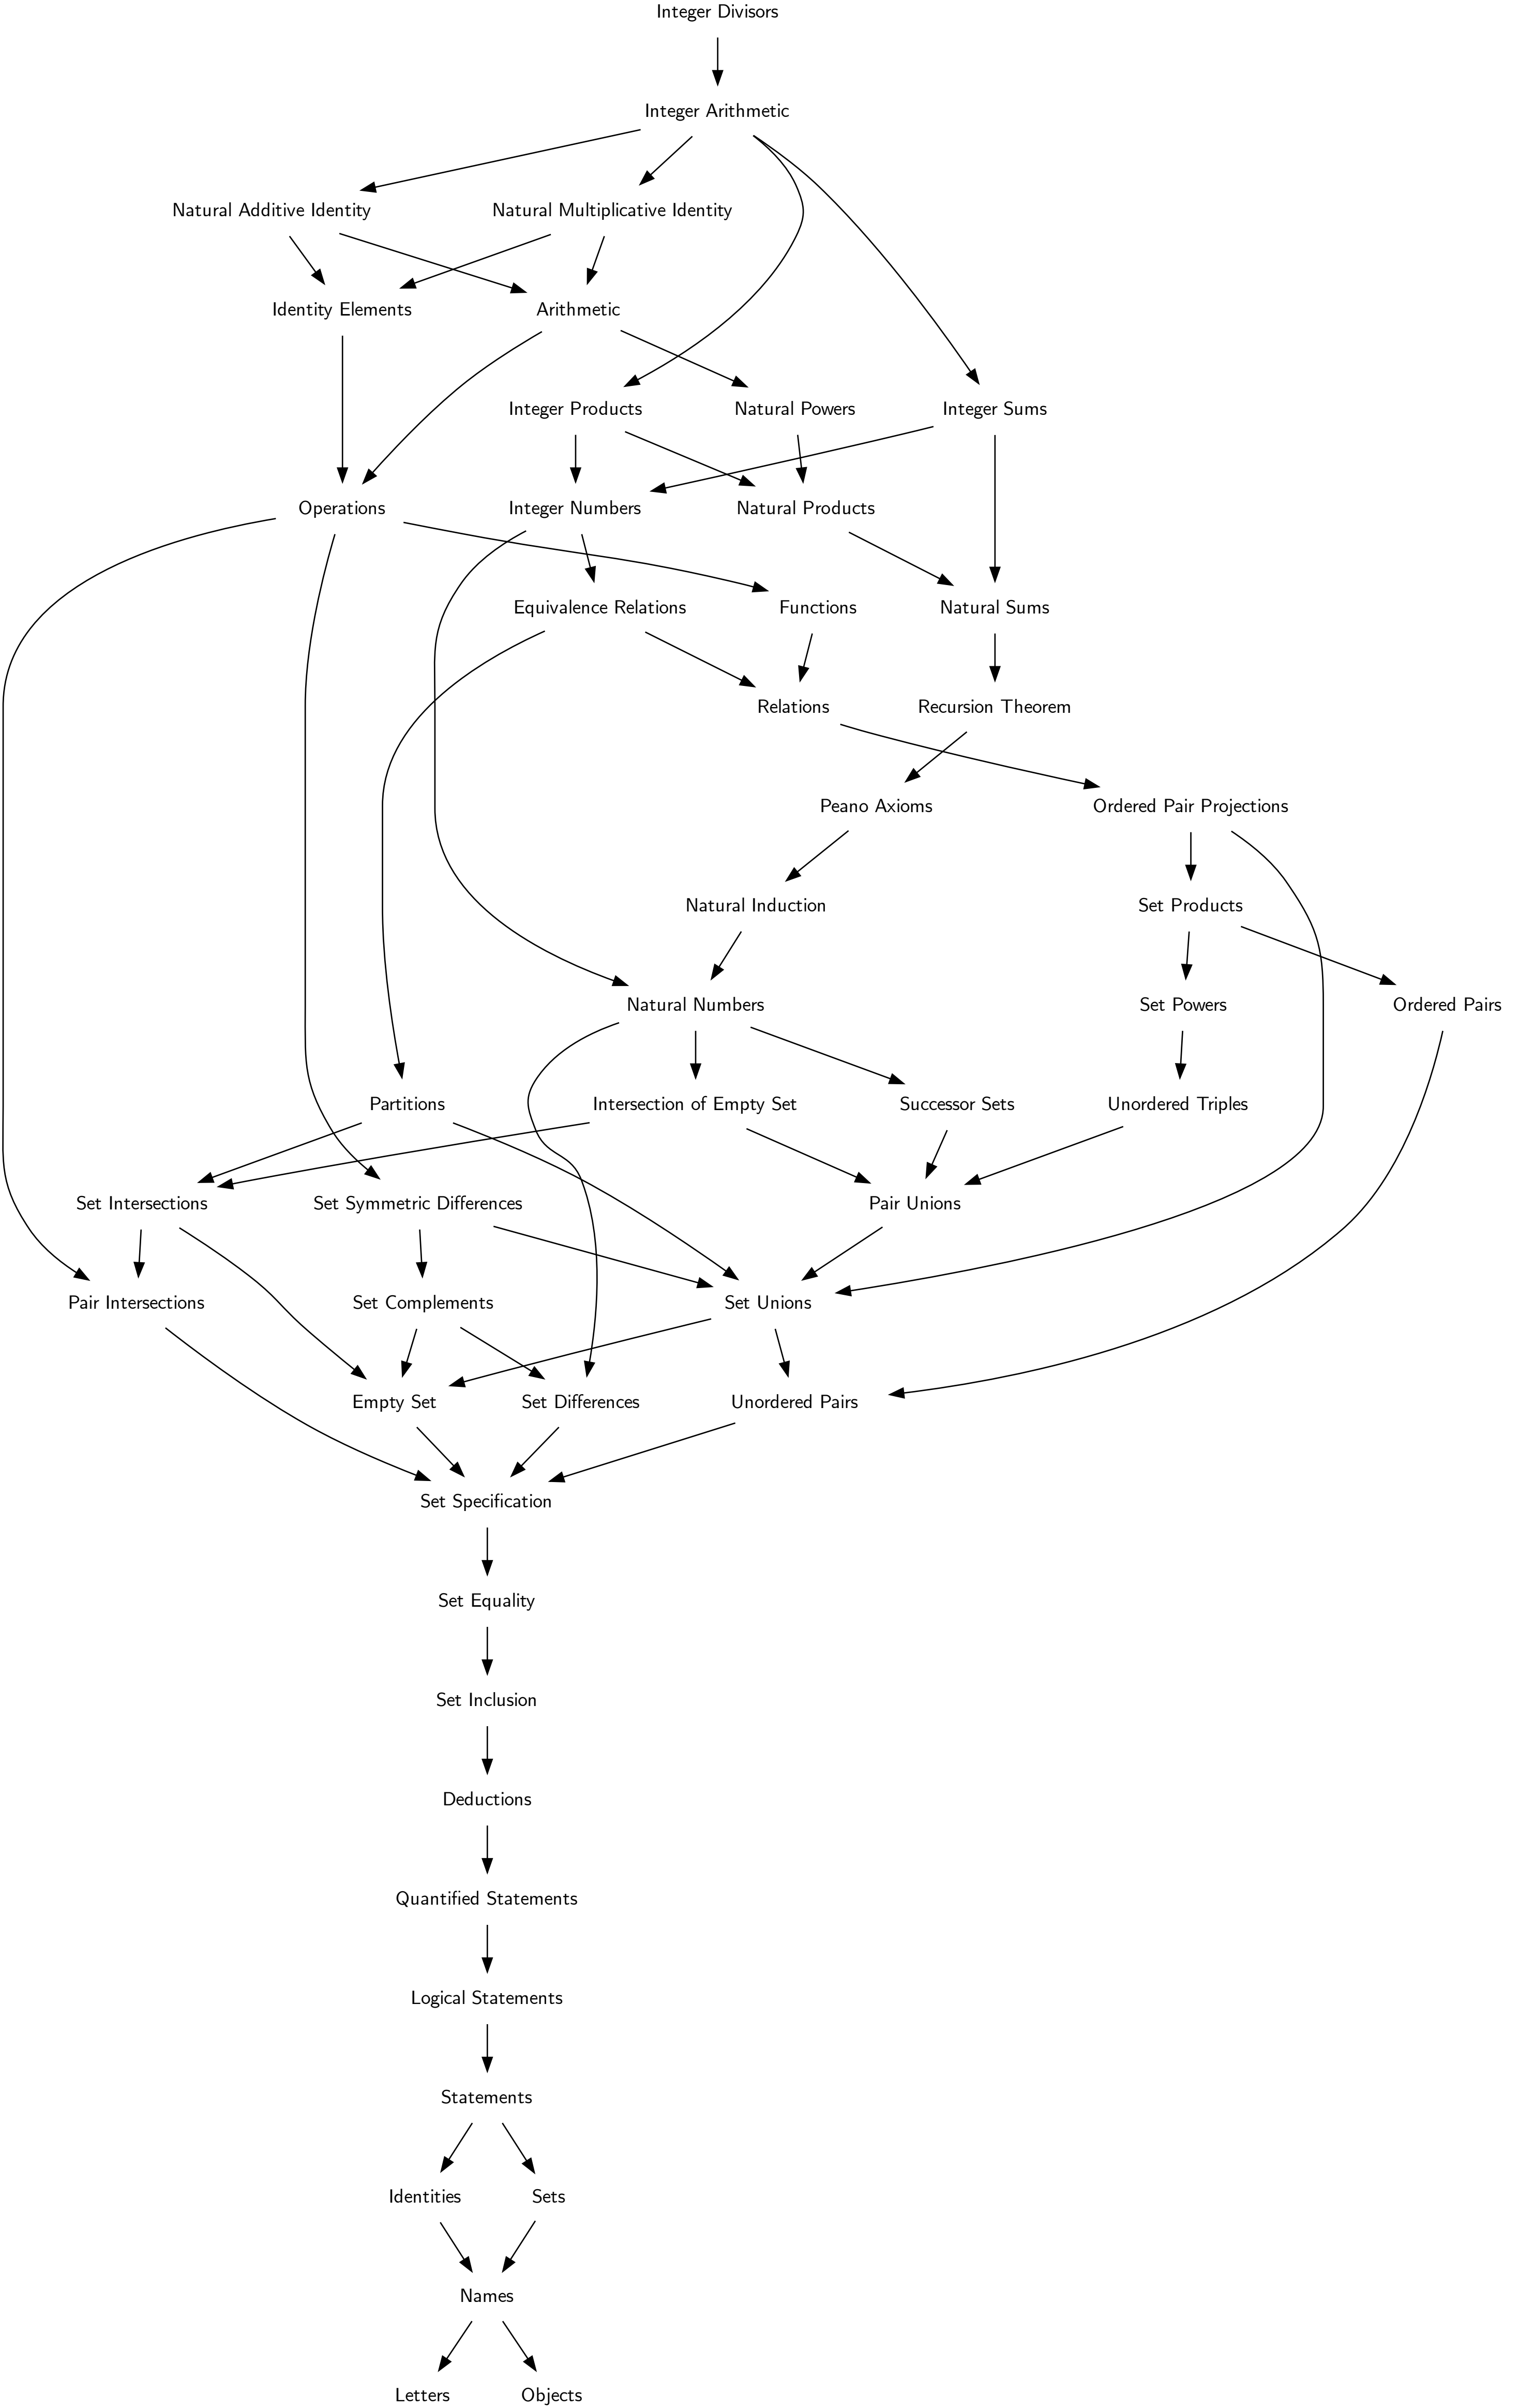 Integer Divisors
Integer Arithmetic
Natural Additive Identity
Natural Multiplicative Identity
Identity Elements
Arithmetic
Integer Products
Natural Powers
Integer Sums
Operations
Integer Numbers
Natural Products
Equivalence Relations
Functions
Natural Sums
Relations
Recursion Theorem
Peano Axioms
Ordered Pair Projections
Natural Induction
Set Products
Natural Numbers
Set Powers
Ordered Pairs
Partitions
Intersection of Empty Set
Successor Sets
Unordered Triples
Set Intersections
Set Symmetric Differences
Pair Unions
Pair Intersections
Set Complements
Set Unions
Empty Set
Set Differences
Unordered Pairs
Set Specification
Set Equality
Set Inclusion
Deductions
Quantified Statements
Logical Statements
Statements
Identities
Sets
Names
Letters
Objects